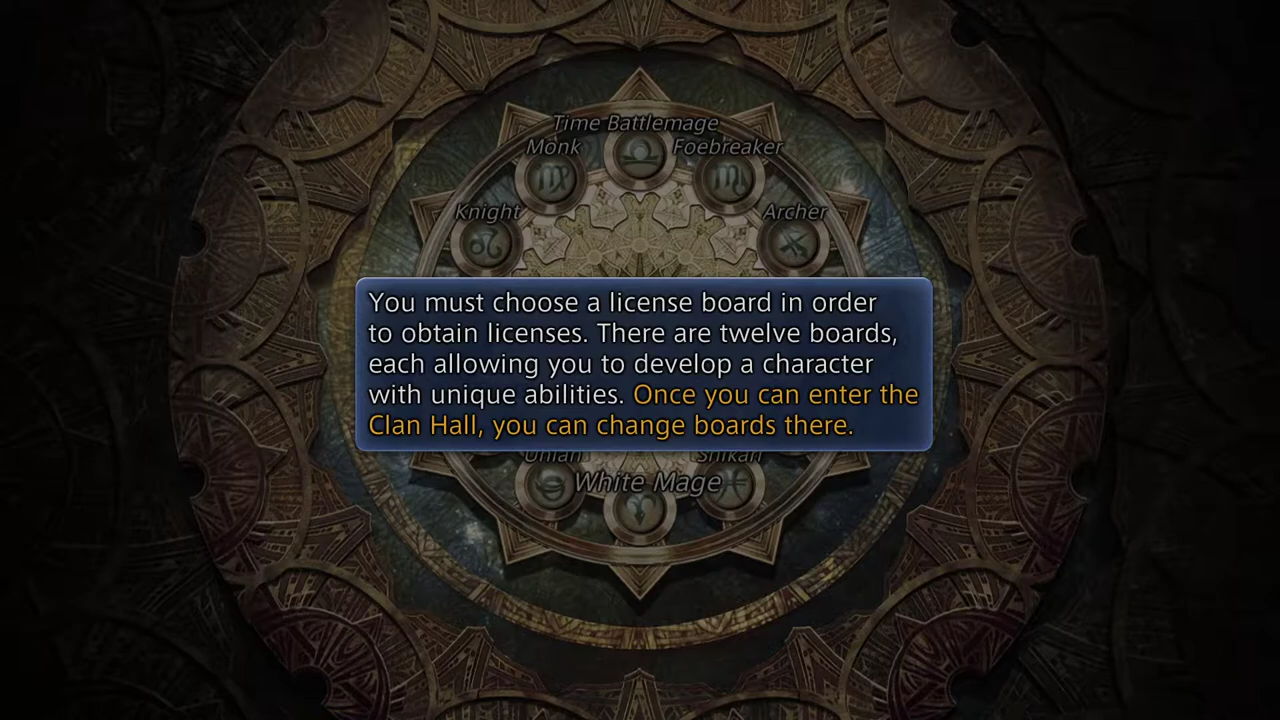 Time Battlemage
Monk
Foebreaker
Knight
Archer
You must choose a license board in order
to obtain licenses. There are twelve boards,
each allowing you to develop a character
with unique abilities. Once you can enter the
Clan Hall, you can change boards there.
Uhlan
Shikari
White Mage